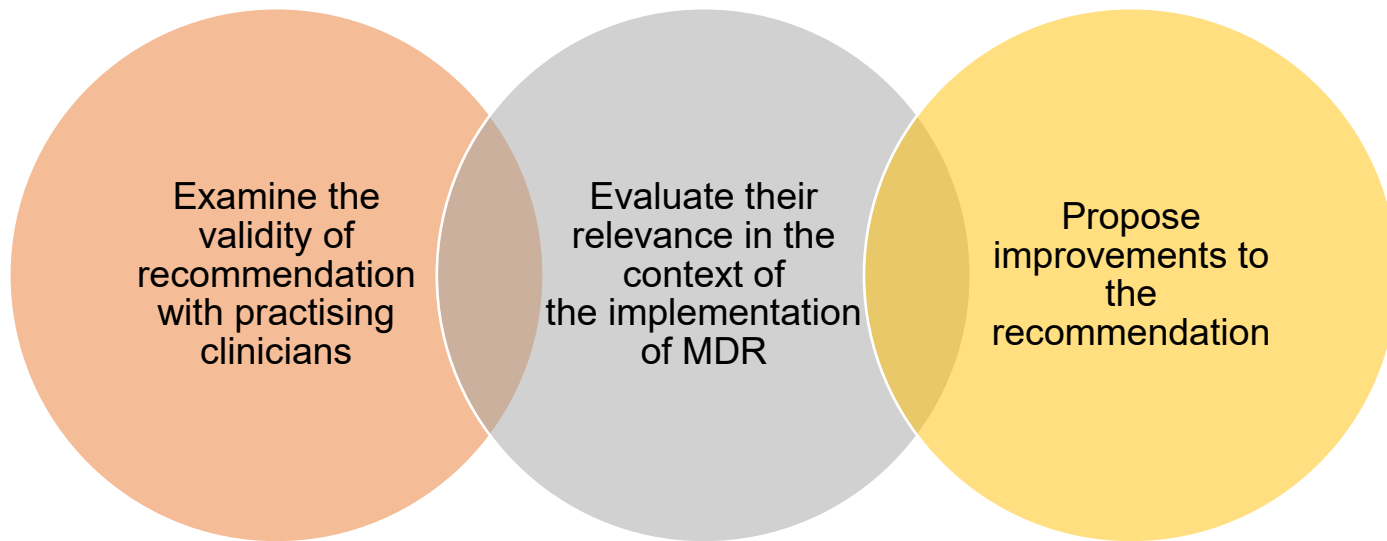 Examine the
validity of
recommendation
with practising
clinicians
Evaluate their
relevance in the
context of
the implementation
of MDR
Propose
improvements to
the
recommendation